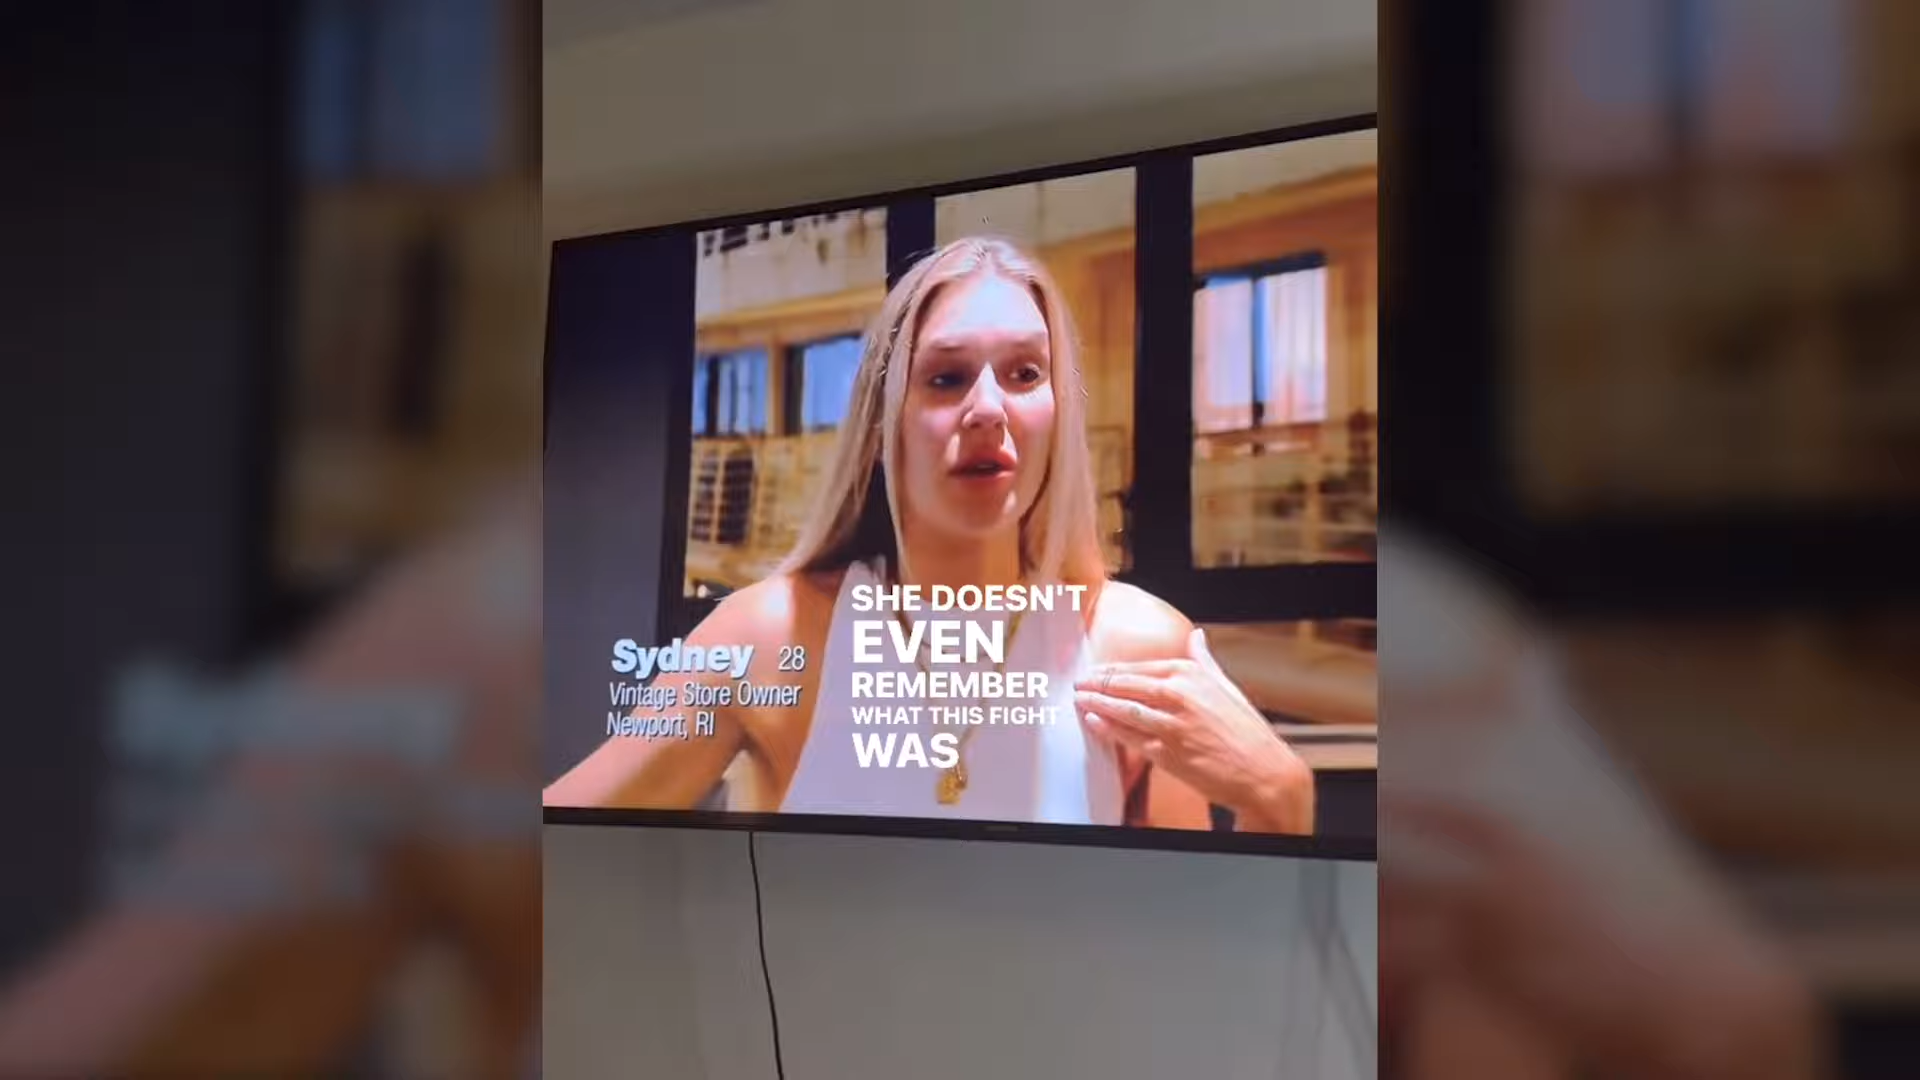 SHE DOESN'T
EVEN
REMEMBER
WHAT THIS FIGHT
WAS
Sydney 28
Vintage Store Owner
Newport, RI